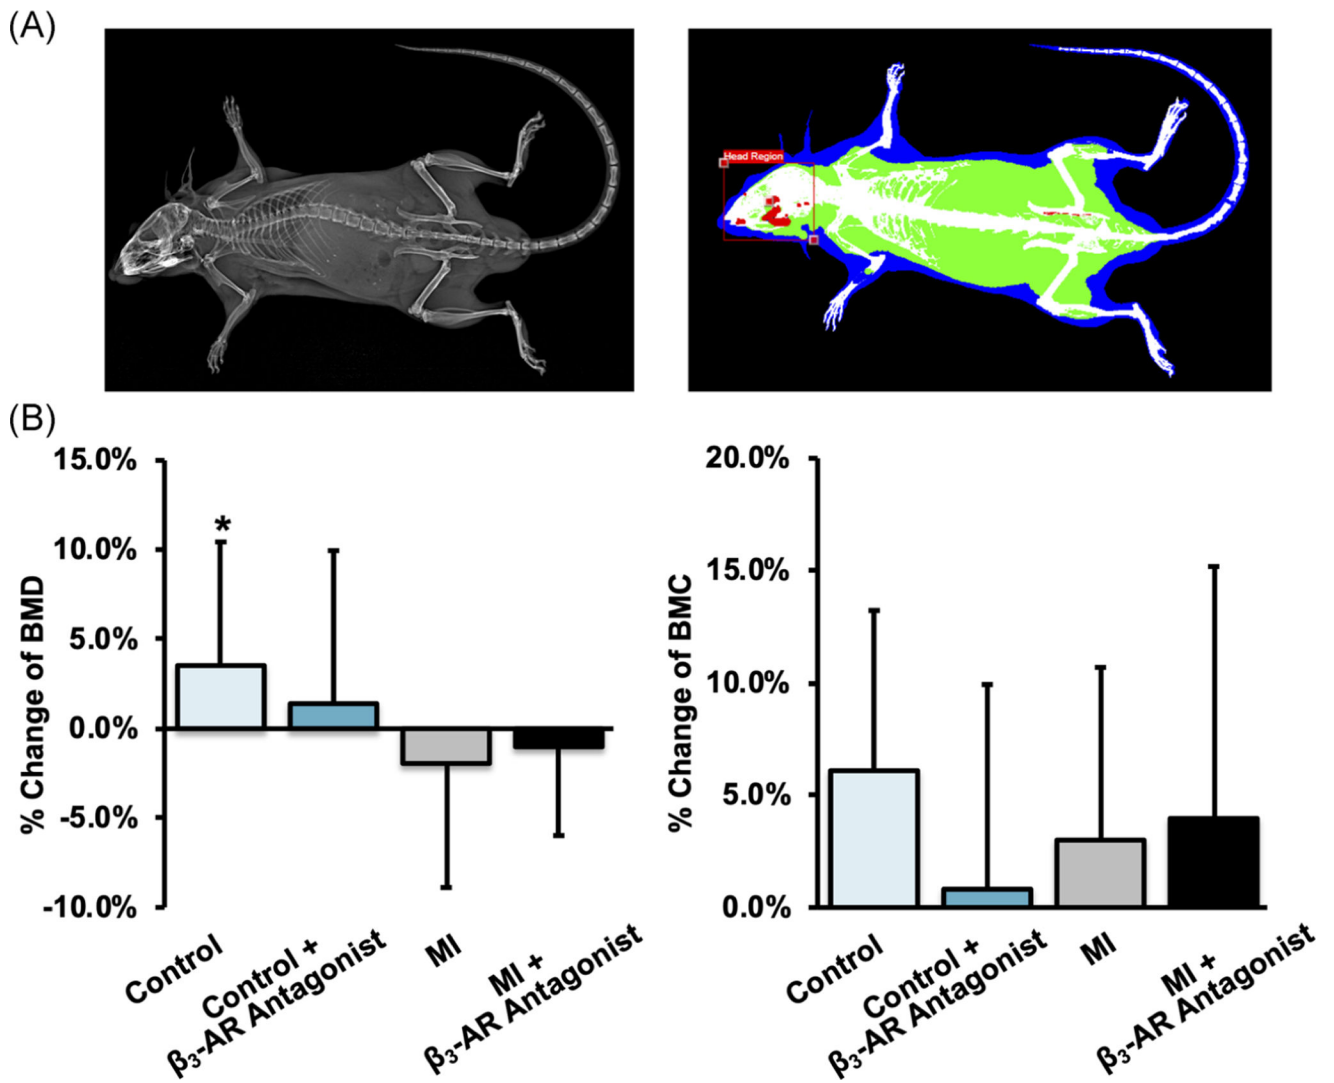 (A)
Head Region
(B)
15.0%
10.0%
5.0%
0.0%
-5.0%
-10.0%
% Change of BMD
*
Control
Control +
β3-AR Antagonist
MI
MI +
β3-AR Antagonist
20.0%
15.0%
10.0%
5.0%
0.0%
% Change of BMC
Control
Control +
β3-AR Antagonist
MI
MI +
β3-AR Antagonist